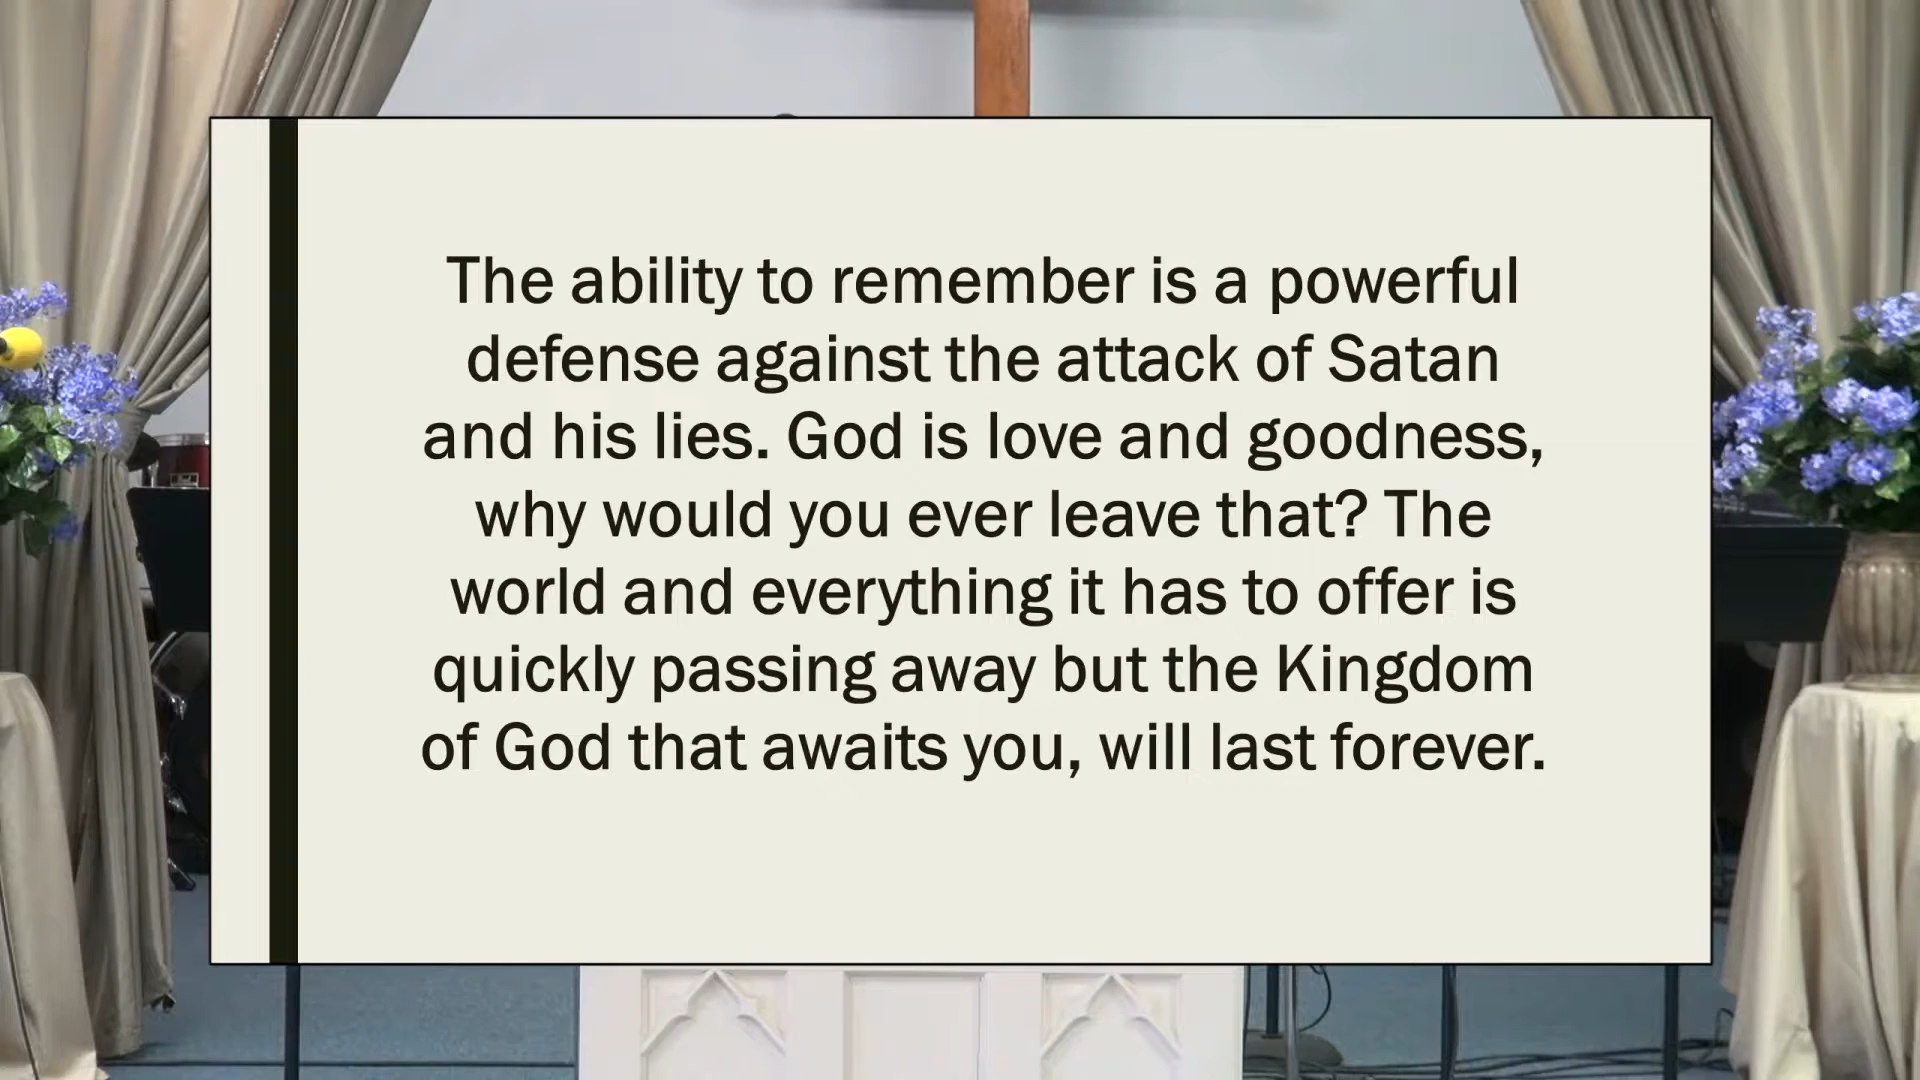 The ability to remember is a powerful
defense against the attack of Satan
and his lies. God is love and goodness,
why would you ever leave that? The
world and everything it has to offer is
quickly passing away but the Kingdom
of God that awaits you, will last forever.